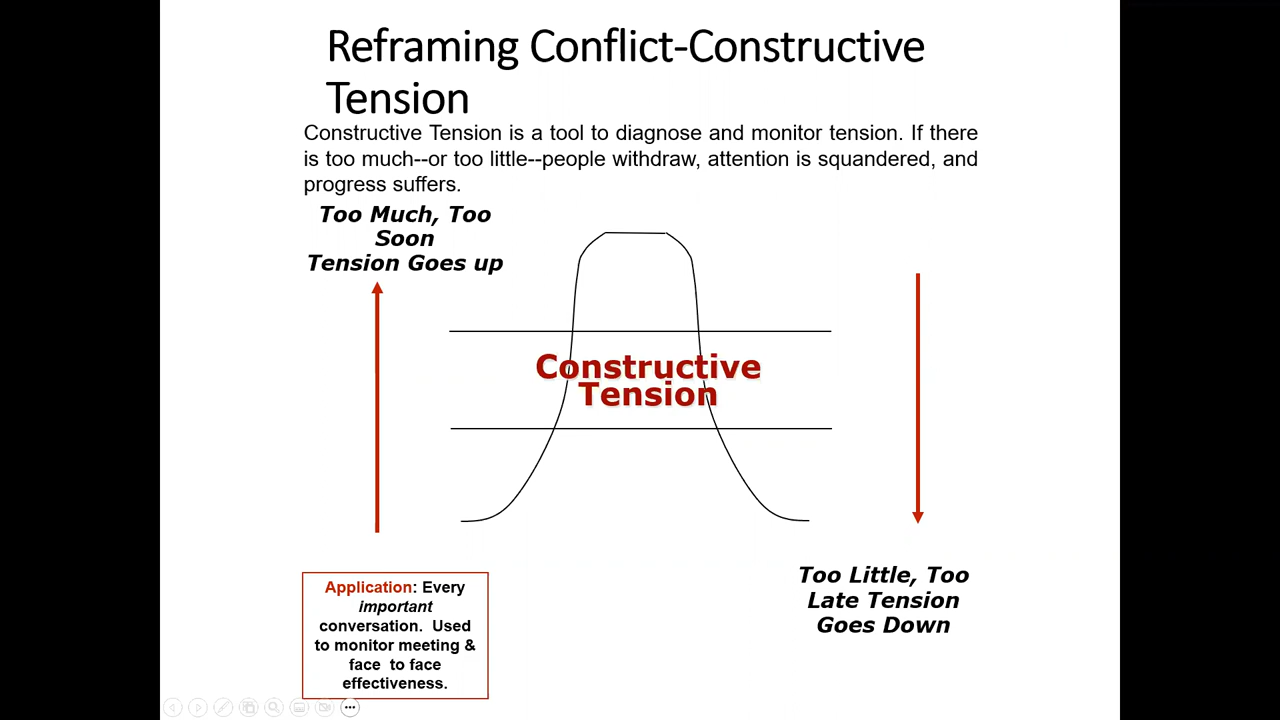 Reframing Conflict-Constructive
Tension
Constructive Tension is a tool to diagnose and monitor tension. If there
is too much--or too little--people withdraw, attention is squandered, and
progress suffers.
Too Much, Too
Soon
Tension Goes up
Constructive
Tension
Too Little, Too
Late Tension
Goes Down
Application: Every
important
conversation. Used
to monitor meeting &
face to face
effectiveness.